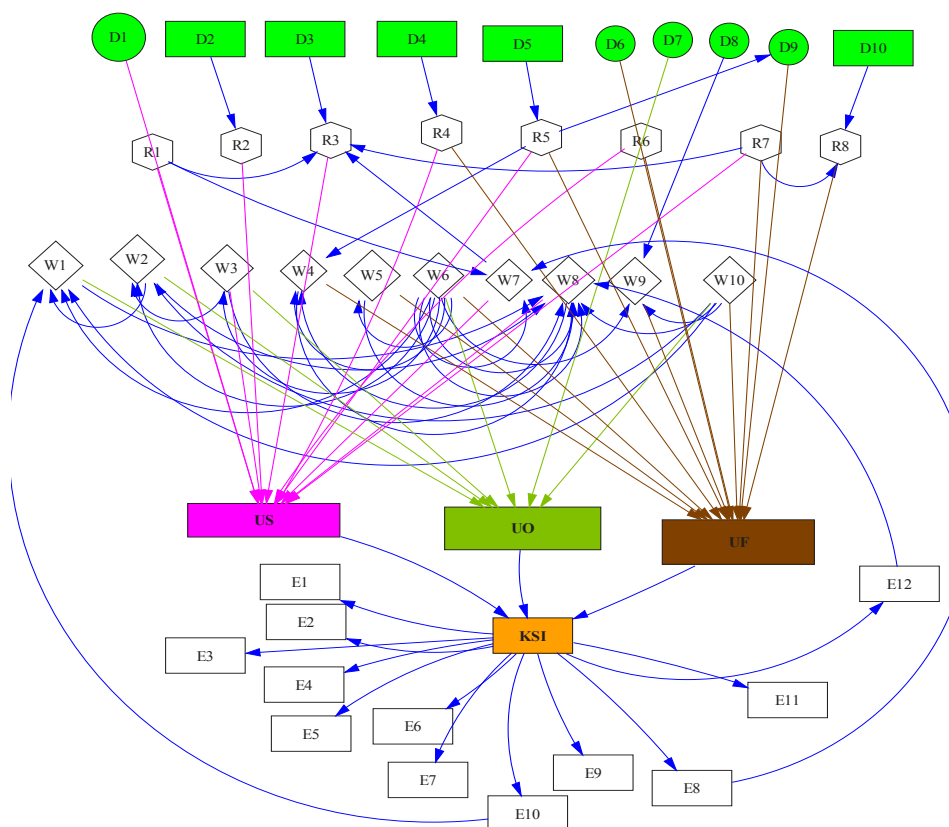 D1 D2 D3 D4 D5 D6 D7 D8 D9 D10
R1 R2 R3 R4 R5 R6 R7 R8
W1 W2 W3 W4 W5 W6 W7 W8 W9 W10
US UO UF
E1 E12
E2 KSI
E3
E4 E11
E5 E6
E7 E9 E8
E10